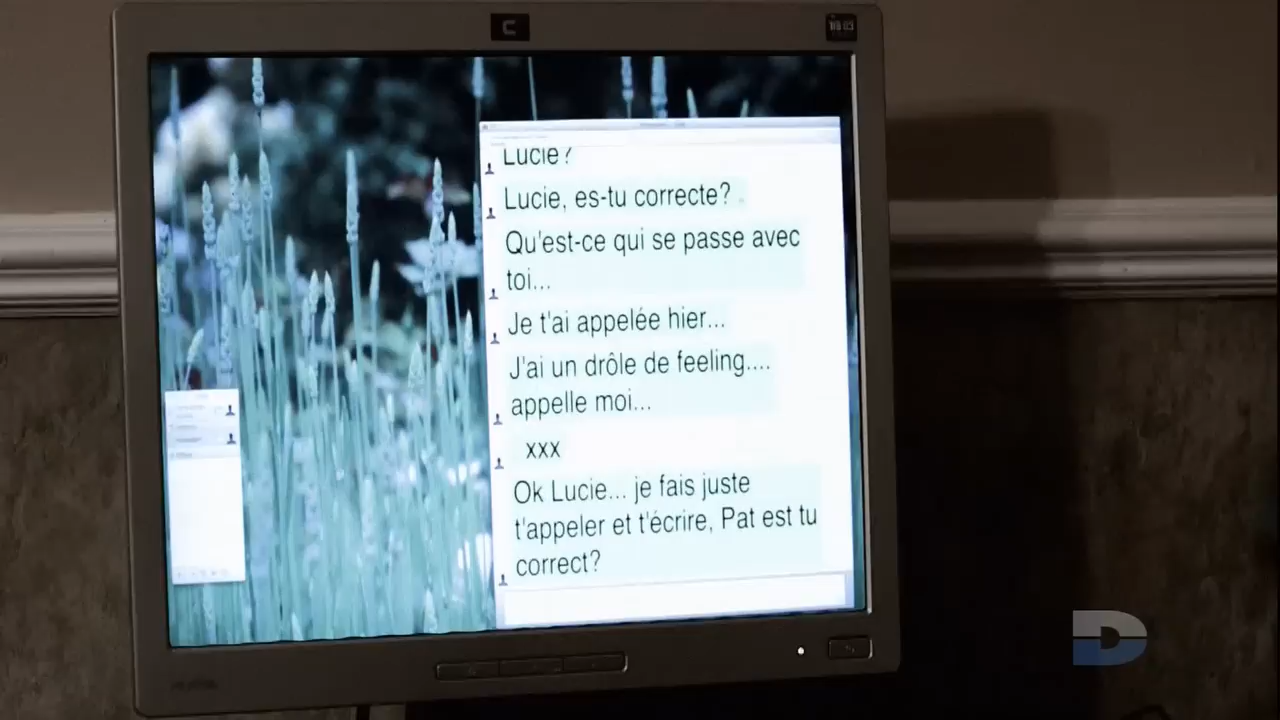 Lucie?
Lucie, es-tu correcte?
Qu'est-ce qui se passe avec
toi...
Je t'ai appelée hier...
J'ai un drôle de feeling....
appelle moi...
xxx
Ok Lucie... je fais juste
t'appeler et t'écrire, Pat est tu
correct?
D